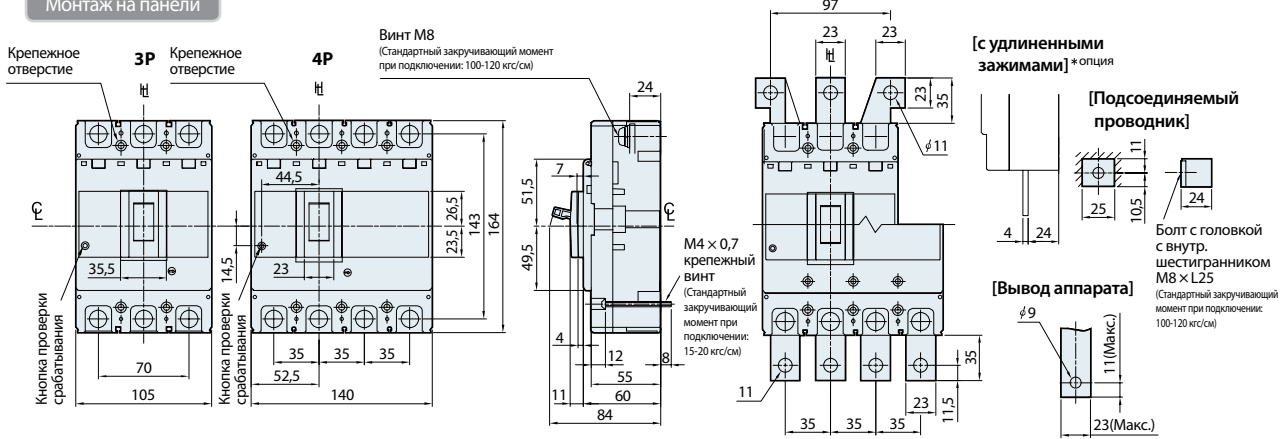 Монтаж на панели
Крепежное
отверстие
3P
Крепежное
отверстие
4P
Винт М8
(Стандартный закручивающий момент
при подключении: 100-120 кгс/см)
44,5
35,5
23
14,5
26,5
23,5
143
164
Кнопка проверки
срабатывания
Кнопка проверки
срабатывания
70
105
35
35
35
52,5
140
24
7
51,5
49,5
4
12
8
55
11
60
84
М4 × 0,7
крепежный
винт
(Стандартный
закручивающий
момент при
подключении:
15-20 кгс/см)
97
23
23
23
35
ϕ11
11
35
35
35
23
11,5
35
[с удлиненными
зажимами] *опция
4
24
[Подсоединяемый
проводник]
11
10,5
25
24
Болт с головкой
с внутр.
шестигранником
М8 × L25
(Стандартный закручивающий
момент при подключении:
100-120 кгс/см)
[Вывод аппарата]
ϕ9
11(Макс.)
23(Макс.)